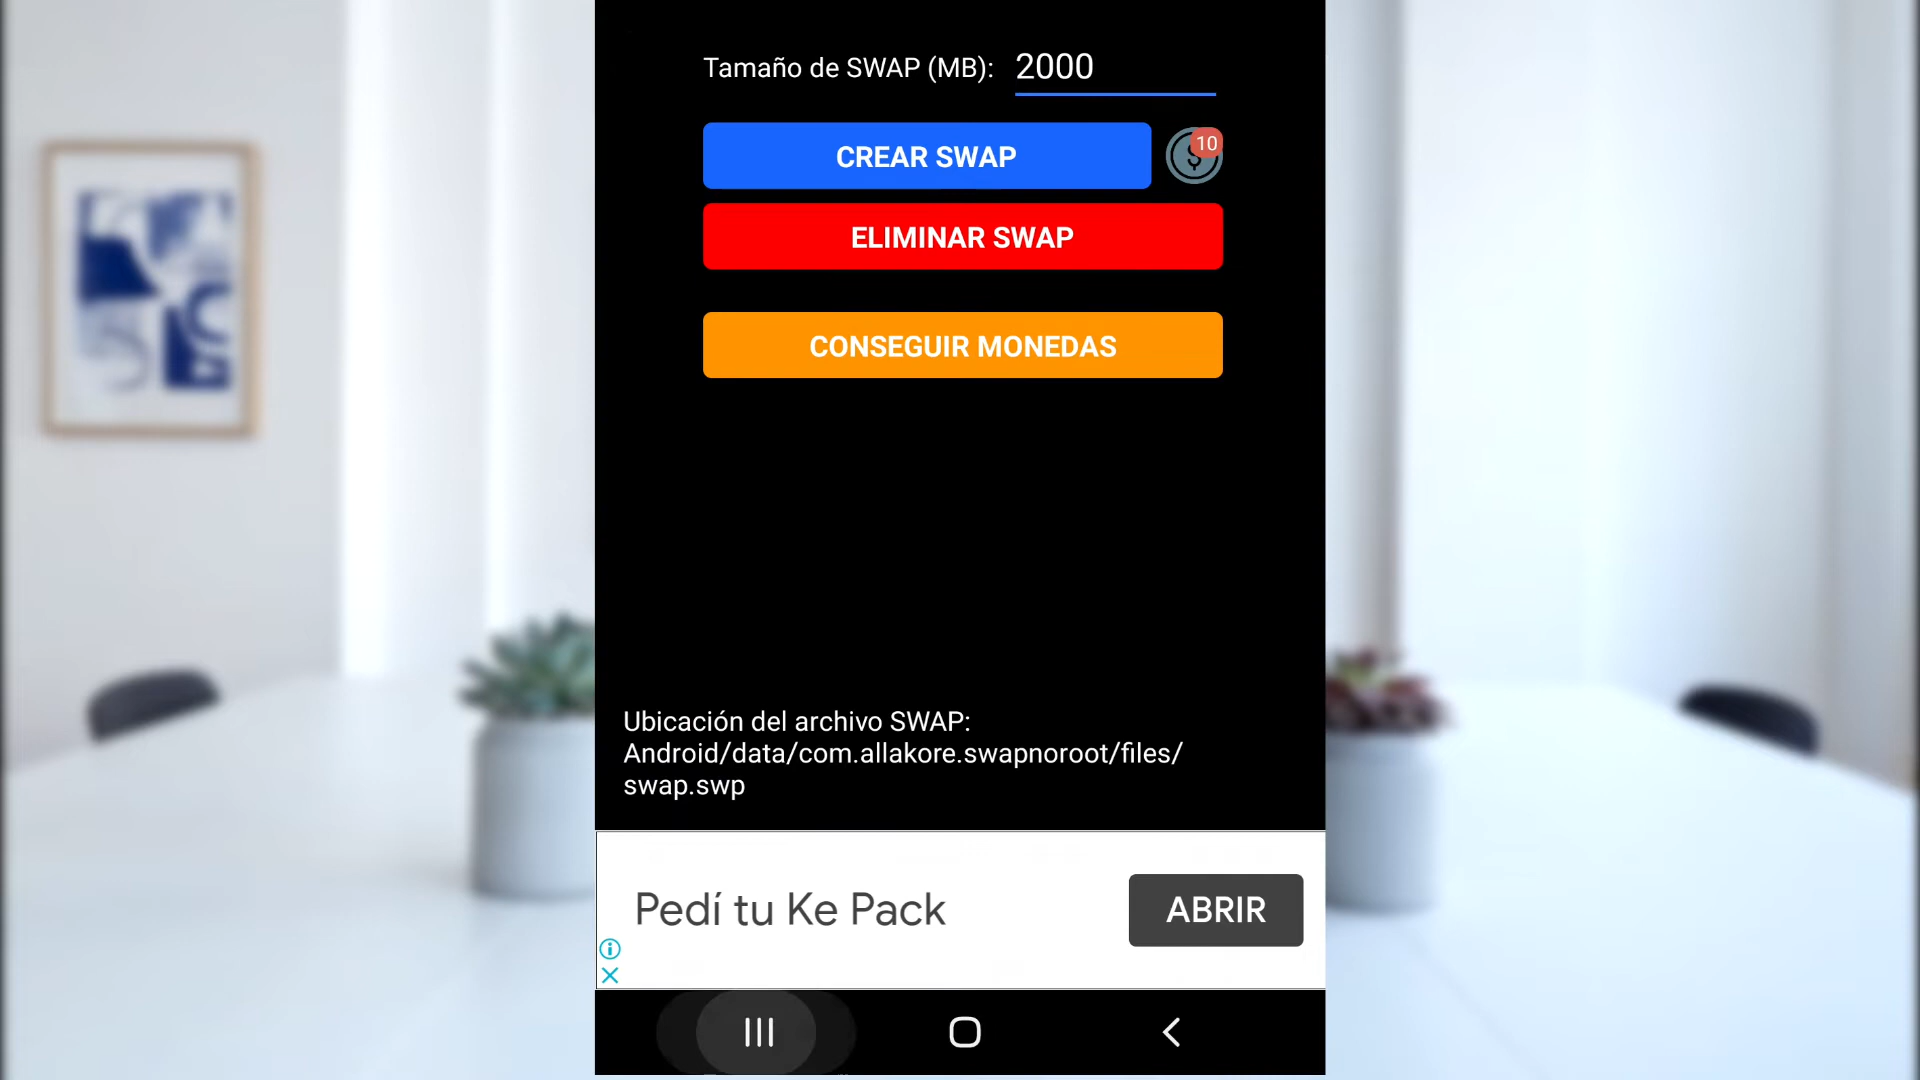 Tamaño de SWAP (MB): 2000
CREAR SWAP
10
ELIMINAR SWAP
CONSEGUIR MONEDAS
Ubicación del archivo SWAP:
Android/data/com.allakore.swapnoroot/files/
swap.swp
Pedí tu Ke Pack
ABRIR